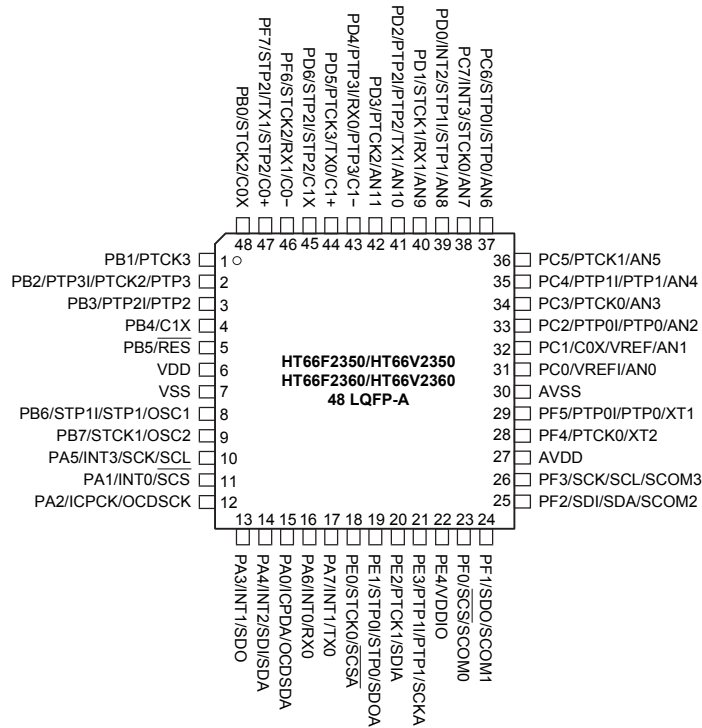 PB0/STCK2/C0X
PF7/STP2I/TX1/STP2/C0+
PF6/STCK2/RX1/C0−
PD6/STP2I/STP2/C1X
PD5/PTCK3/TX0/C1+
PD4/PTP3I/RX0/PTP3/C1−
PD3/PTCK2/AN11
PD2/PTP2I/PTP2/TX1/AN10
PD1/STCK1/RX1/AN9
PD0/INT2/STP1I/STP1/AN8
PC7/INT3/STCK0/AN7
PC6/STP0I/STP0/AN6
48 47 46 45 44 43 42 41 40 39 38 37
PB1/PTCK3 1
PB2/PTP3I/PTCK2/PTP3 2
PB3/PTP2I/PTP2 3
PB4/C1X 4
PB5/RES 5
VDD 6
VSS 7
PB6/STP1I/STP1/OSC1 8
PB7/STCK1/OSC2 9
PA5/INT3/SCK/SCL 10
PA1/INT0/SCS 11
PA2/ICPCK/OCDSCK 12
HT66F2350/HT66V2350
HT66F2360/HT66V2360
48 LQFP-A
36 PC5/PTCK1/AN5
35 PC4/PTP1I/PTP1/AN4
34 PC3/PTCK0/AN3
33 PC2/PTP0I/PTP0/AN2
32 PC1/C0X/VREF/AN1
31 PC0/VREFI/AN0
30 AVSS
29 PF5/PTP0I/PTP0/XT1
28 PF4/PTCK0/XT2
27 AVDD
26 PF3/SCK/SCL/SCOM3
25 PF2/SDI/SDA/SCOM2
13 14 15 16 17 18 19 20 21 22 23 24
PA3/INT1/SDO
PA4/INT2/SDI/SDA
PA0/ICPDA/OCDSDA
PA6/INT0/RX0
PA7/INT1/TX0
PE0/STCK0/SCSA
PE1/STP0I/STP0/SDOA
PE2/PTCK1/SDIA
PE3/PTP1I/PTP1/SCKA
PE4/VDDIO
PF0/SCS/SCOM0
PF1/SDO/SCOM1